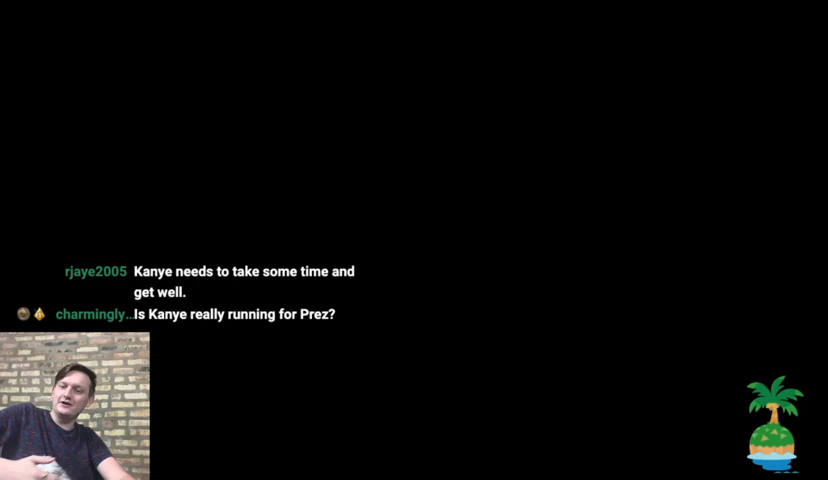 rjaye2005 Kanye needs to take some time and
get well.
charmingly... Is Kanye really running for Prez?